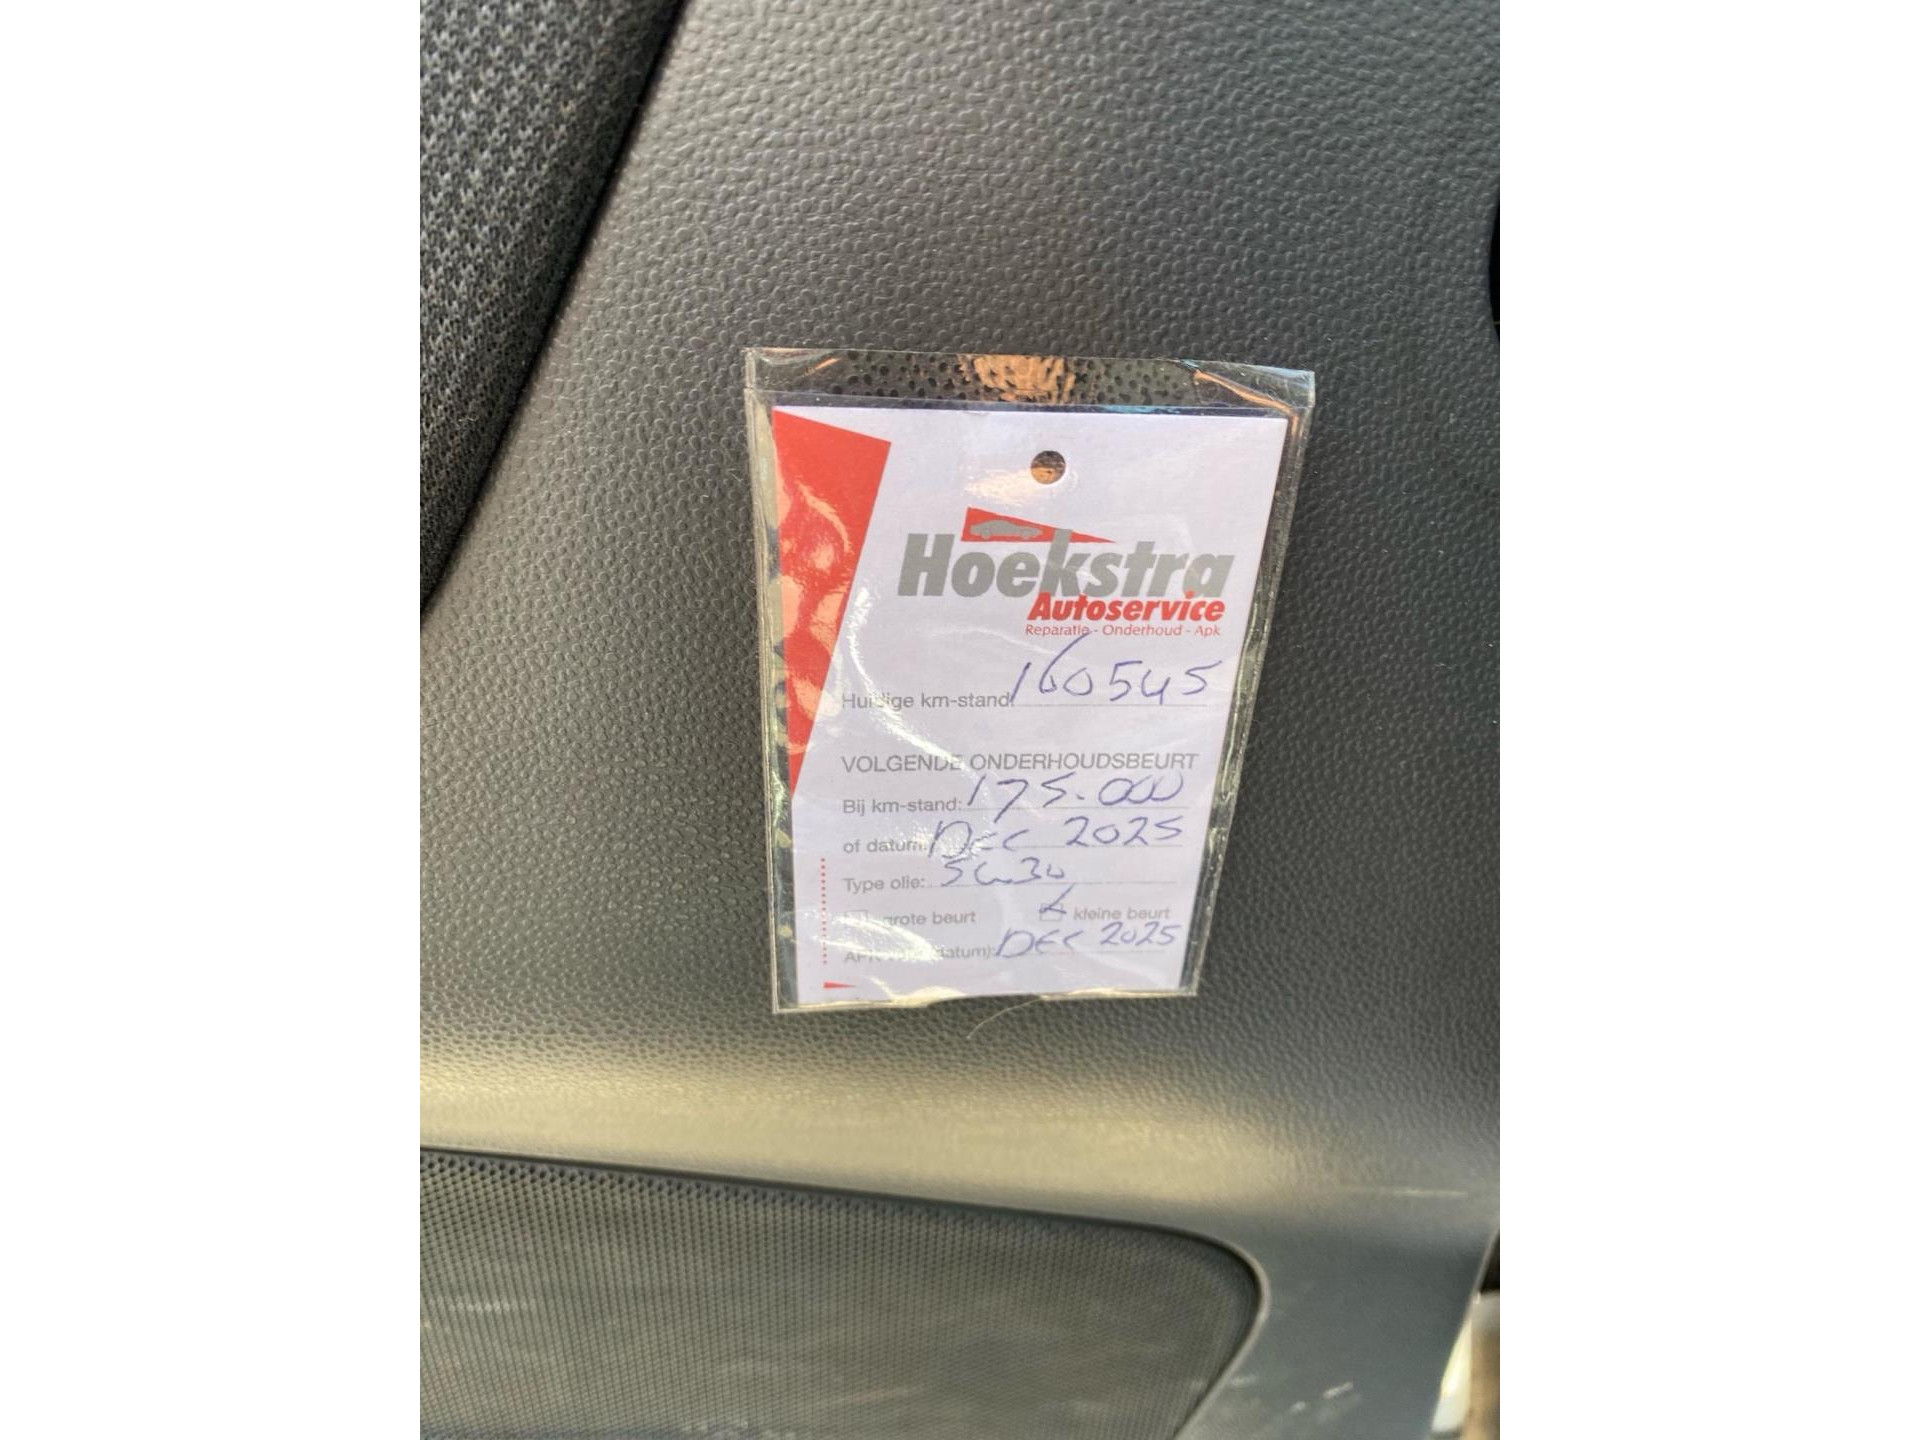 Hoekstra
Autoservice
Reparatie - Onderhoud - Apk
Huidige km-stand: 160545
VOLGENDE ONDERHOUDSBEURT
Bij km-stand: 175.000
of datum: DEC 2025
Type olie: 5W30
grote beurt kleine beurt
datum): DEC 2025